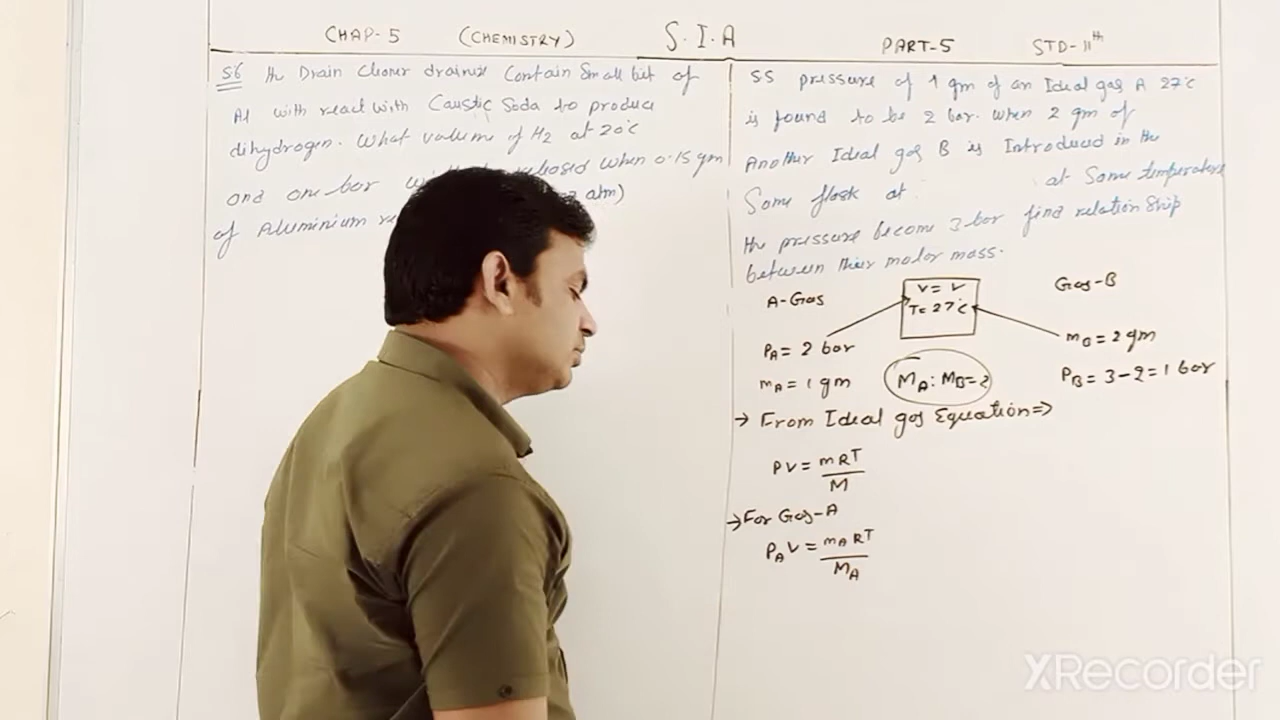 CHAP-5 (CHEMISTRY) S.I.A PART-5 STD-11th
56 the Drain Cleaner drainix Contain Small bit of
Al with react with Caustic Soda to produce
dihydrogen. What volume of H2 at 20°C
and one bar released when 0.15 gm
of Aluminium atm)
55 pressure of 1 gm of an Ideal gas A 27°C
is found to be 2 bar. when 2 gm of
Another Ideal gas B is Introduced in the
Same flask at at Same temperature
the pressure become 3 bar find relationship
between their molar mass.
A-Gas
V = V
T = 27°C
Gas-B
PA = 2 bar
mB = 2 gm
mA = 1 gm
MA : MB = ?
PB = 3 - 2 = 1 bar
→ From Ideal gas Equation ⇒
PV = mRT / M
→ For Gas-A
PA V = mA RT / MA
XRecorder